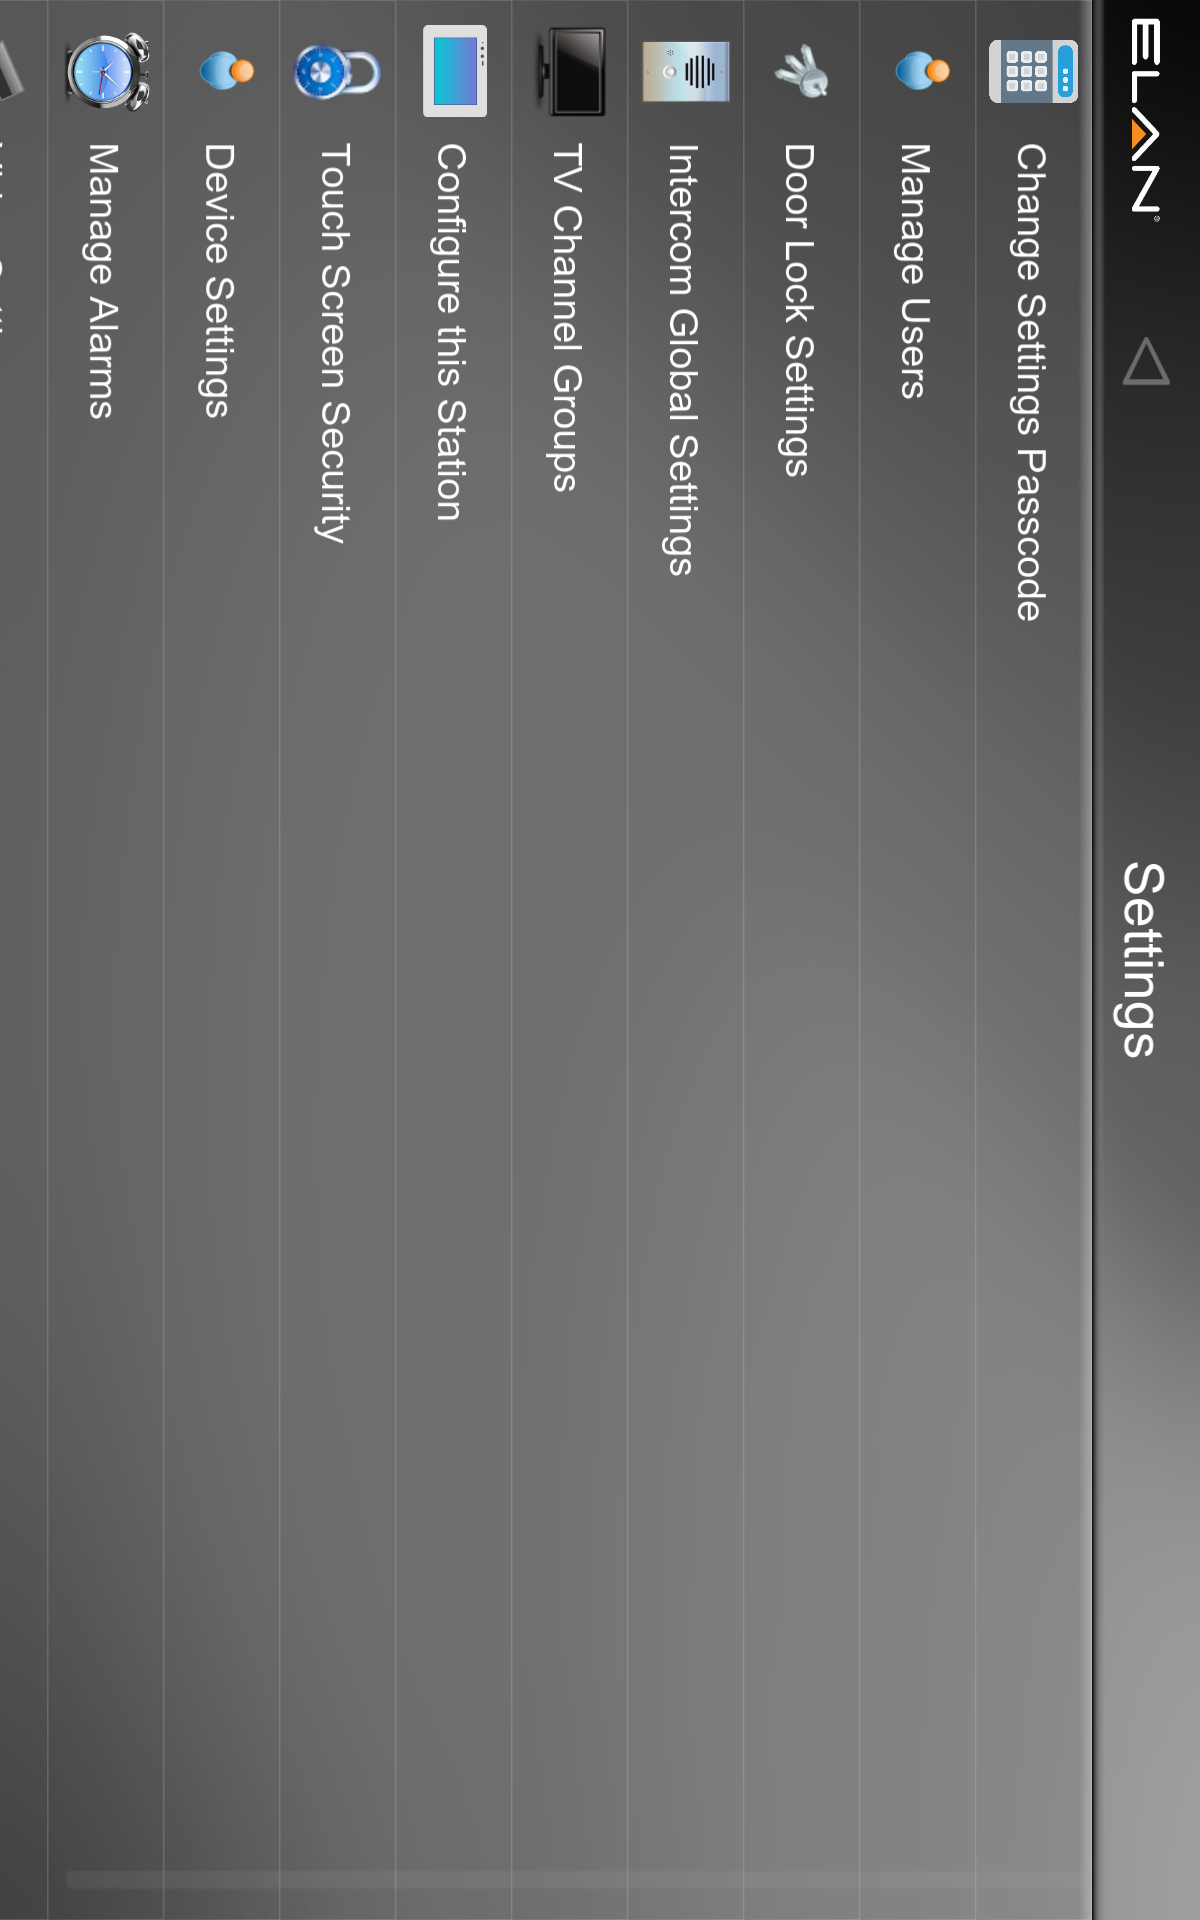 ELAN
Settings
Change Settings Passcode
Manage Users
Door Lock Settings
Intercom Global Settings
TV Channel Groups
Configure this Station
Touch Screen Security
Device Settings
Manage Alarms